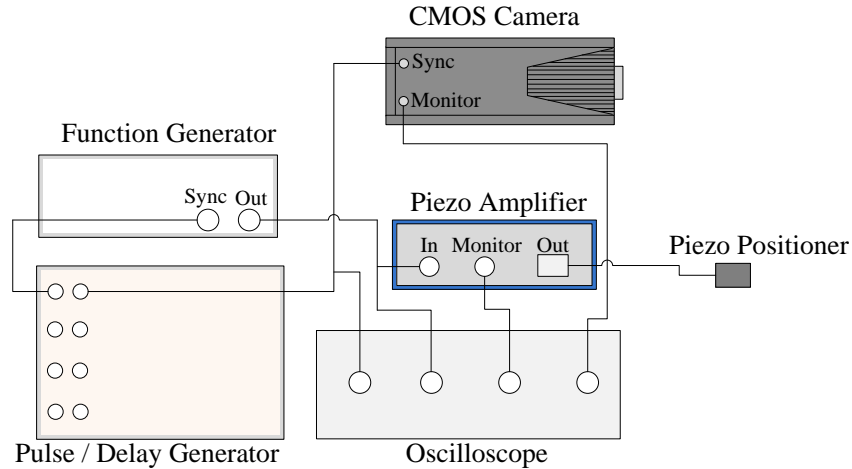 CMOS Camera
Sync
Monitor
Function Generator
Sync Out
Piezo Amplifier
In Monitor Out
Piezo Positioner
Pulse / Delay Generator
Oscilloscope